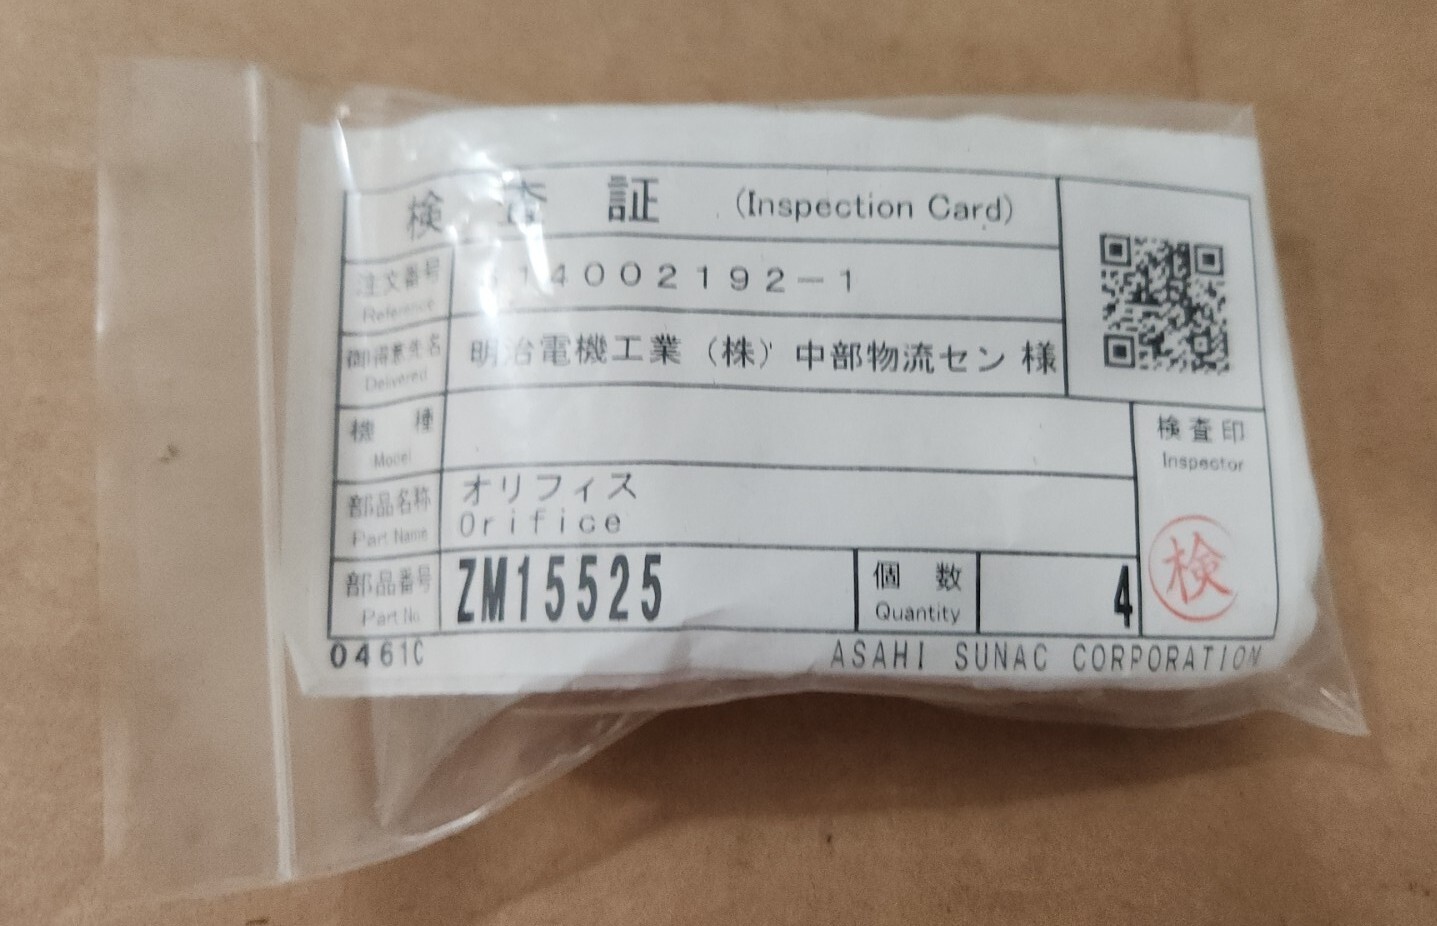 検査証 (Inspection Card)
注文番号 14002192-1
Reference
御得意先名 明治電機工業(株) 中部物流セン 様
Delivered
機種
Model
検査印
Inspector
部品名称 オリフィス
Part Name Orifice
部品番号 ZM15525
Part No.
個数 4
Quantity
検
0461C ASAHI SUNAC CORPORATION